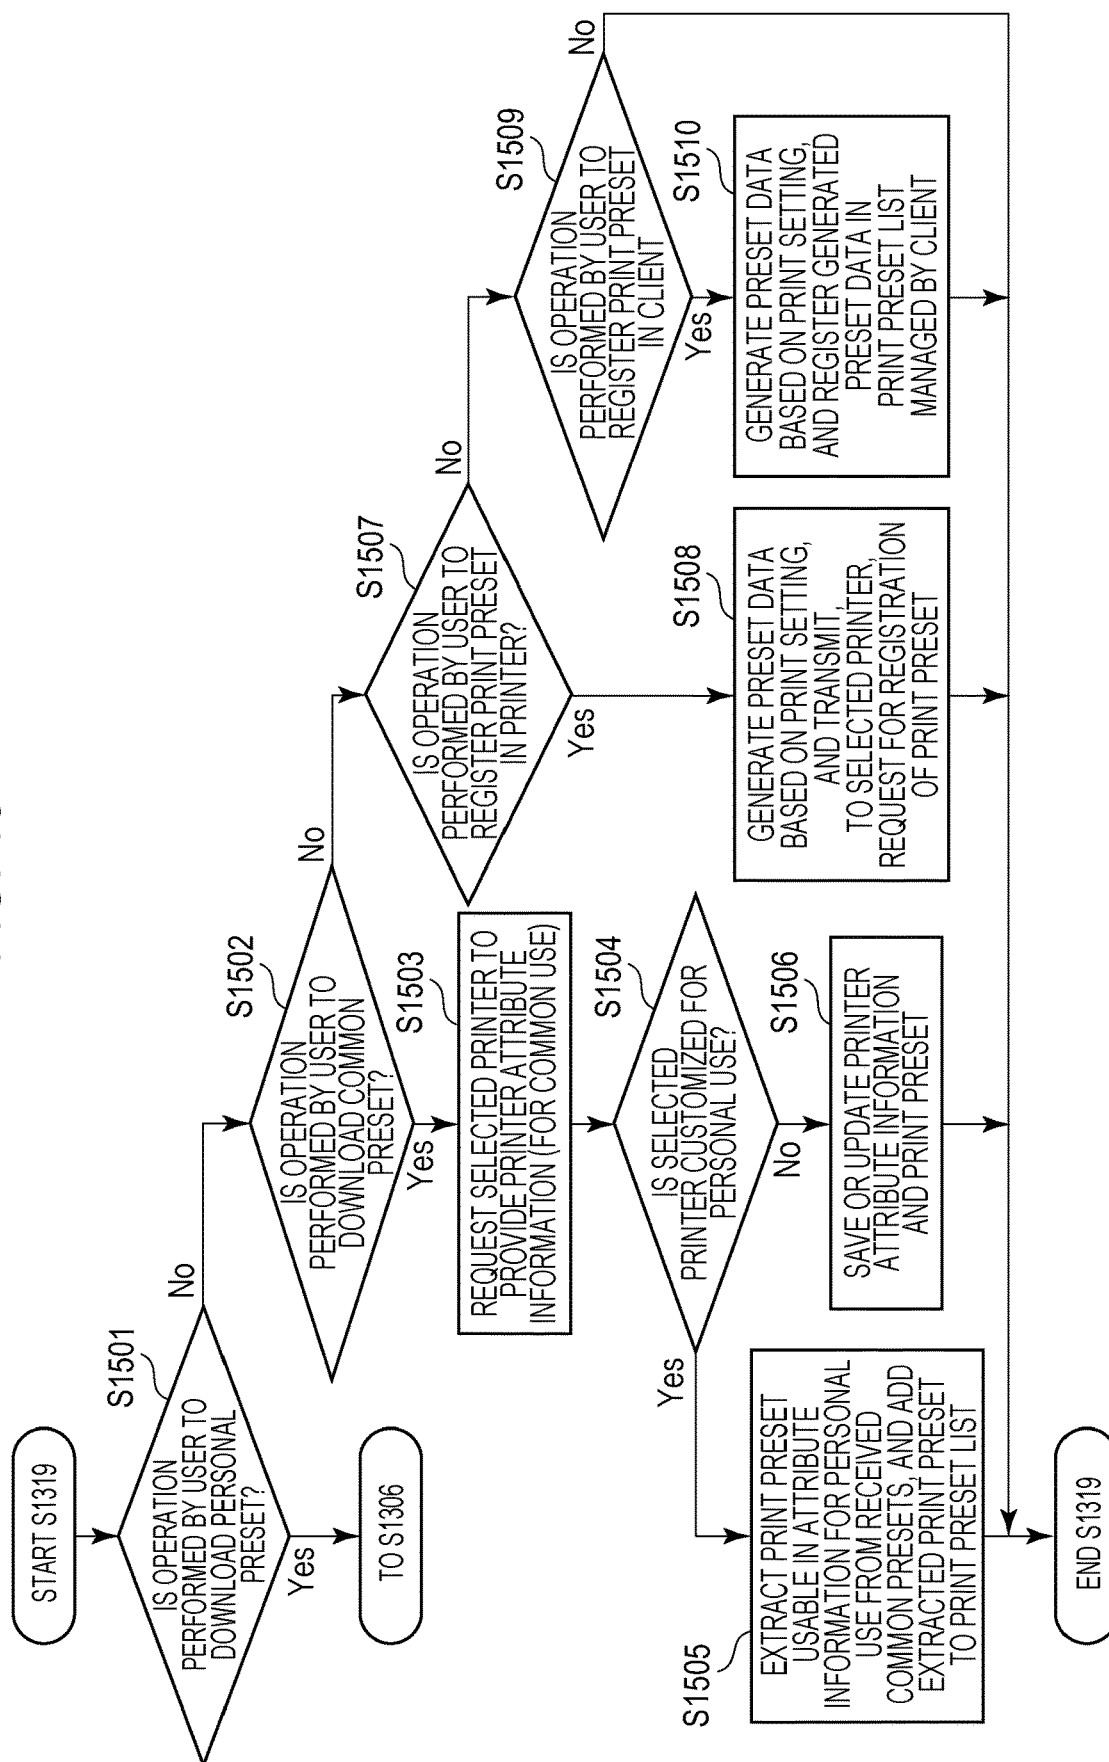 START S1319
S1501
IS OPERATION
PERFORMED BY USER TO
DOWNLOAD PERSONAL
PRESET?
No
Yes
TO S1306
S1502
IS OPERATION
PERFORMED BY USER TO
DOWNLOAD COMMON
PRESET?
No
Yes
S1503
REQUEST SELECTED PRINTER TO
PROVIDE PRINTER ATTRIBUTE
INFORMATION (FOR COMMON USE)
S1504
IS SELECTED
PRINTER CUSTOMIZED FOR
PERSONAL USE?
Yes
No
S1505
EXTRACT PRINT PRESET
USABLE IN ATTRIBUTE
INFORMATION FOR PERSONAL
USE FROM RECEIVED
COMMON PRESETS, AND ADD
EXTRACTED PRINT PRESET
TO PRINT PRESET LIST
S1506
SAVE OR UPDATE PRINTER
ATTRIBUTE INFORMATION
AND PRINT PRESET
S1507
IS OPERATION
PERFORMED BY USER TO
REGISTER PRINT PRESET
IN PRINTER?
No
Yes
S1508
GENERATE PRESET DATA
BASED ON PRINT SETTING,
AND TRANSMIT,
TO SELECTED PRINTER,
REQUEST FOR REGISTRATION
OF PRINT PRESET
S1509
IS OPERATION
PERFORMED BY USER TO
REGISTER PRINT PRESET
IN CLIENT
No
Yes
S1510
GENERATE PRESET DATA
BASED ON PRINT SETTING,
AND REGISTER GENERATED
PRESET DATA IN
PRINT PRESET LIST
MANAGED BY CLIENT
END S1319